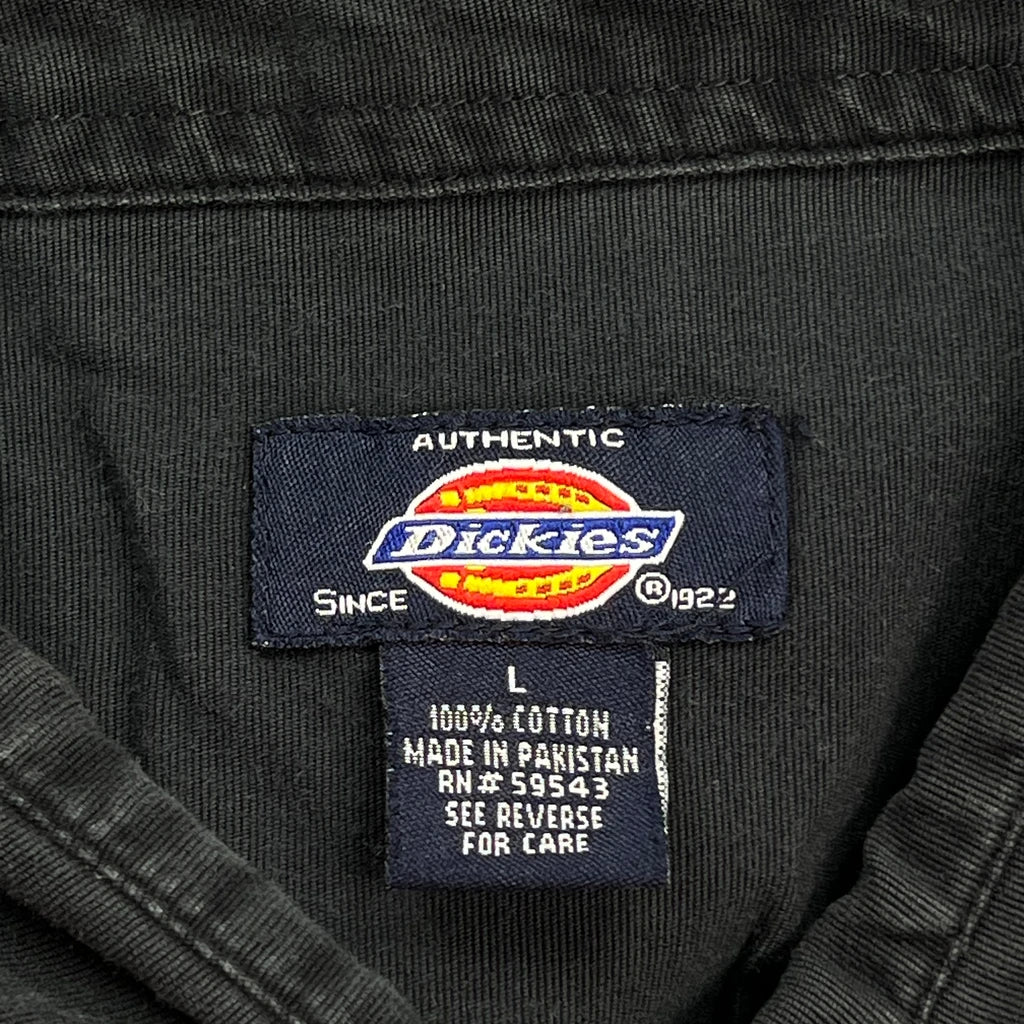 AUTHENTIC
Dickies
SINCE ® 1922
L
100% COTTON
MADE IN PAKISTAN
RN# 59543
SEE REVERSE
FOR CARE